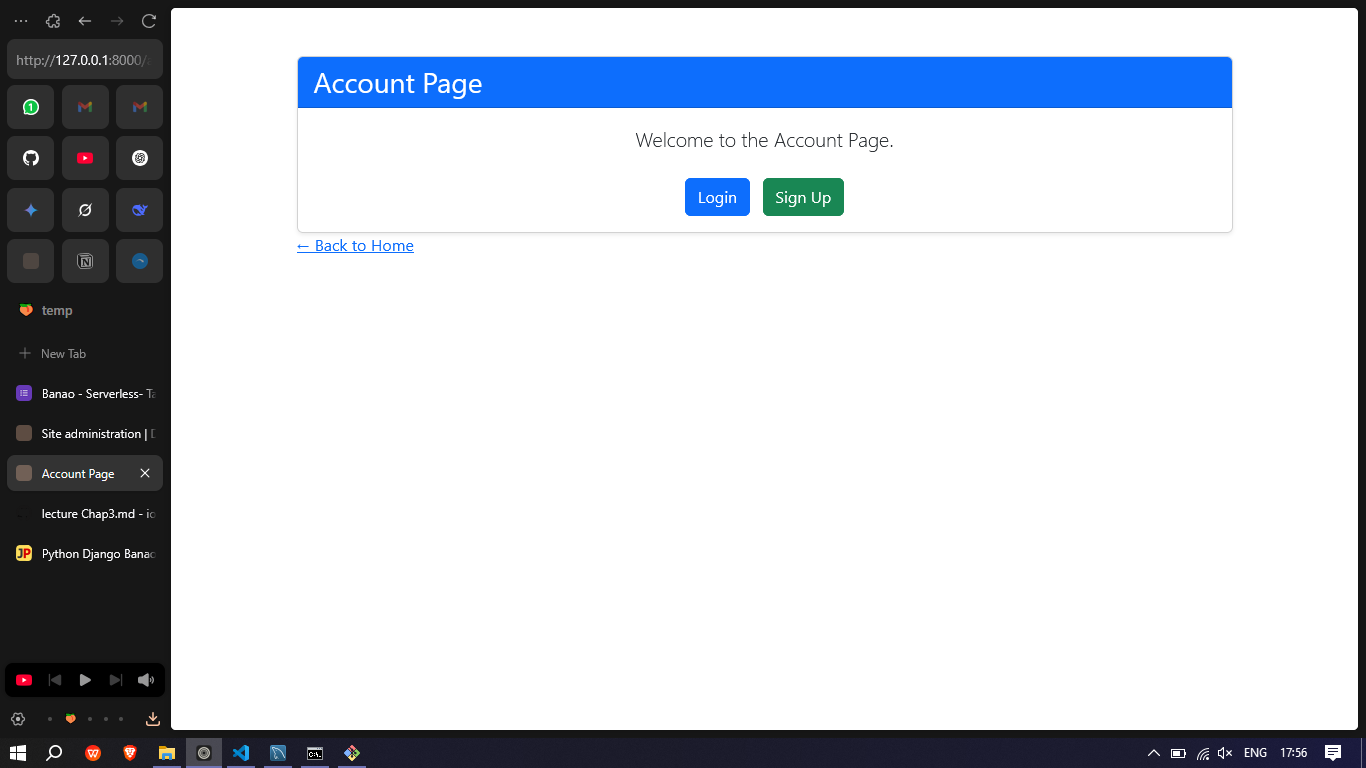 http://127.0.0.1:8000/
temp
New Tab
Banao - Serverless- Ta
Site administration | D
Account Page
lecture Chap3.md - io
JP
Python Django Banao
Account Page
Welcome to the Account Page.
Login
Sign Up
← Back to Home
ENG
17:56